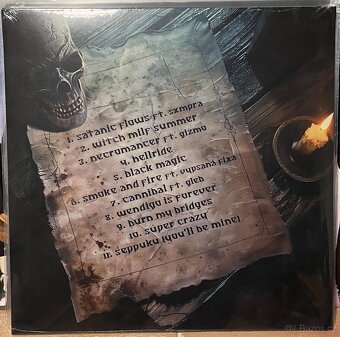 1. satanic flows ft. sxmpra
2. witch milf summer
3. necromancer ft. gizmo
4. hellride
5. black magic
6. smoke and fire ft. vypsaná fixa
7. cannibal ft. gleb
8. wendigo is forever
9. burn my bridges
10. super crazy
11. seppuku (you'll be mine)